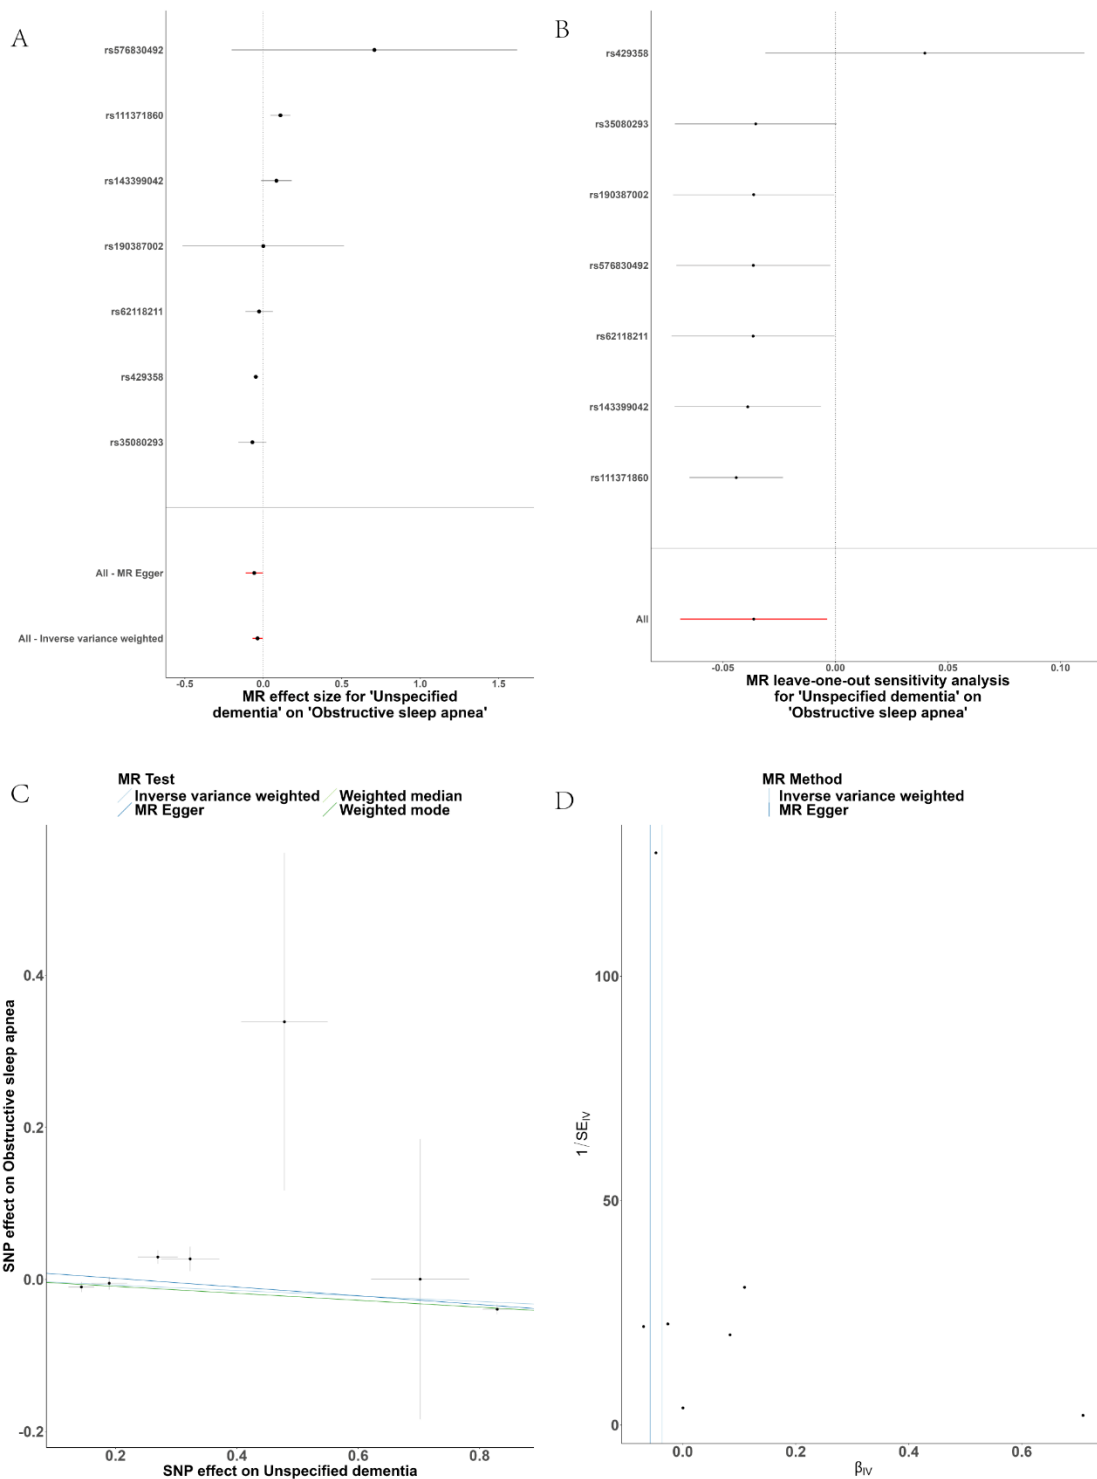 A
rs576830492
rs111371860
rs143399042
rs190387002
rs62118211
rs429358
rs35080293
All - MR Egger
All - Inverse variance weighted
-0.5 0.0 0.5 1.0 1.5
MR effect size for 'Unspecified
dementia' on 'Obstructive sleep apnea'
B
rs429358
rs35080293
rs190387002
rs576830492
rs62118211
rs143399042
rs111371860
All
-0.05 0.00 0.05 0.10
MR leave-one-out sensitivity analysis
for 'Unspecified dementia' on
'Obstructive sleep apnea'
C
MR Test
Inverse variance weighted Weighted median
MR Egger Weighted mode
SNP effect on Obstructive sleep apnea
0.4
0.2
0.0
-0.2
0.2 0.4 0.6 0.8
SNP effect on Unspecified dementia
D
MR Method
Inverse variance weighted
MR Egger
1/SE_IV
100
50
0
0.0 0.2 0.4 0.6
β_IV